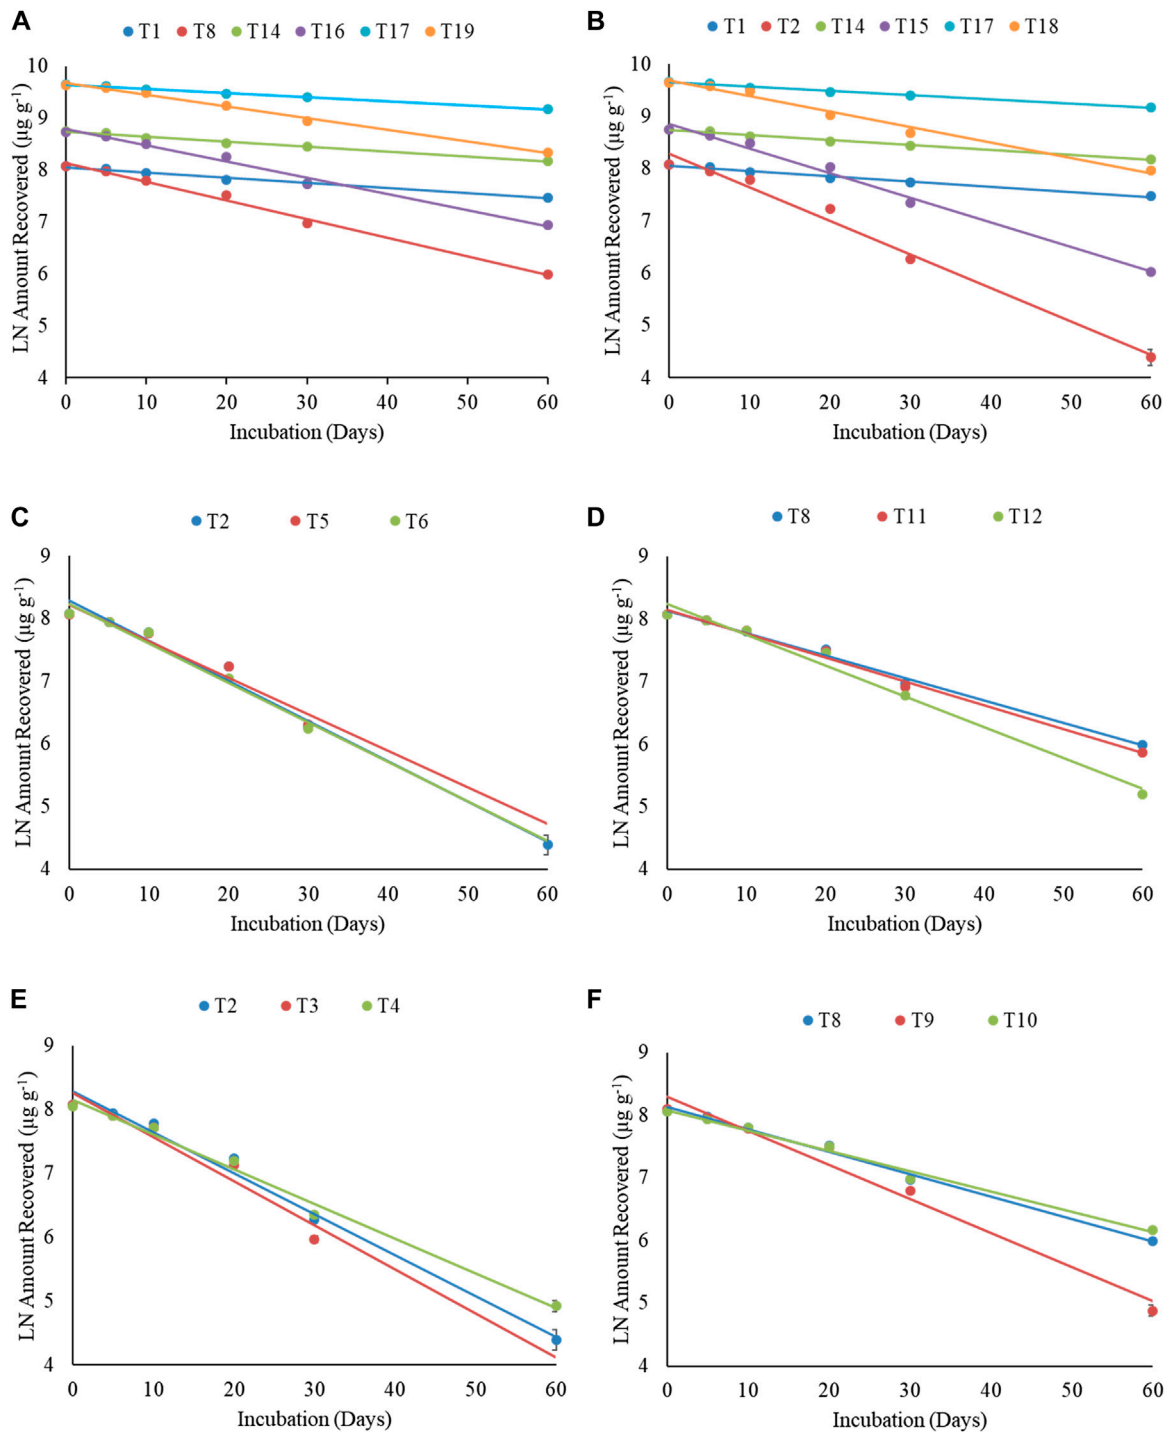 A
T1 T8 T14 T16 T17 T19
LN Amount Recovered (µg g-1)
10
9
8
7
6
5
4
0 10 20 30 40 50 60
Incubation (Days)
B
T1 T2 T14 T15 T17 T18
LN Amount Recovered (µg g-1)
10
9
8
7
6
5
4
0 10 20 30 40 50 60
Incubation (Days)
C
T2 T5 T6
LN Amount Recovered (µg g-1)
9
8
7
6
5
4
0 10 20 30 40 50 60
Incubation (Days)
D
T8 T11 T12
LN Amount Recovered (µg g-1)
9
8
7
6
5
4
0 10 20 30 40 50 60
Incubation (Days)
E
T2 T3 T4
LN Amount Recovered (µg g-1)
9
8
7
6
5
4
0 10 20 30 40 50 60
Incubation (Days)
F
T8 T9 T10
LN Amount Recovered (µg g-1)
9
8
7
6
5
4
0 10 20 30 40 50 60
Incubation (Days)